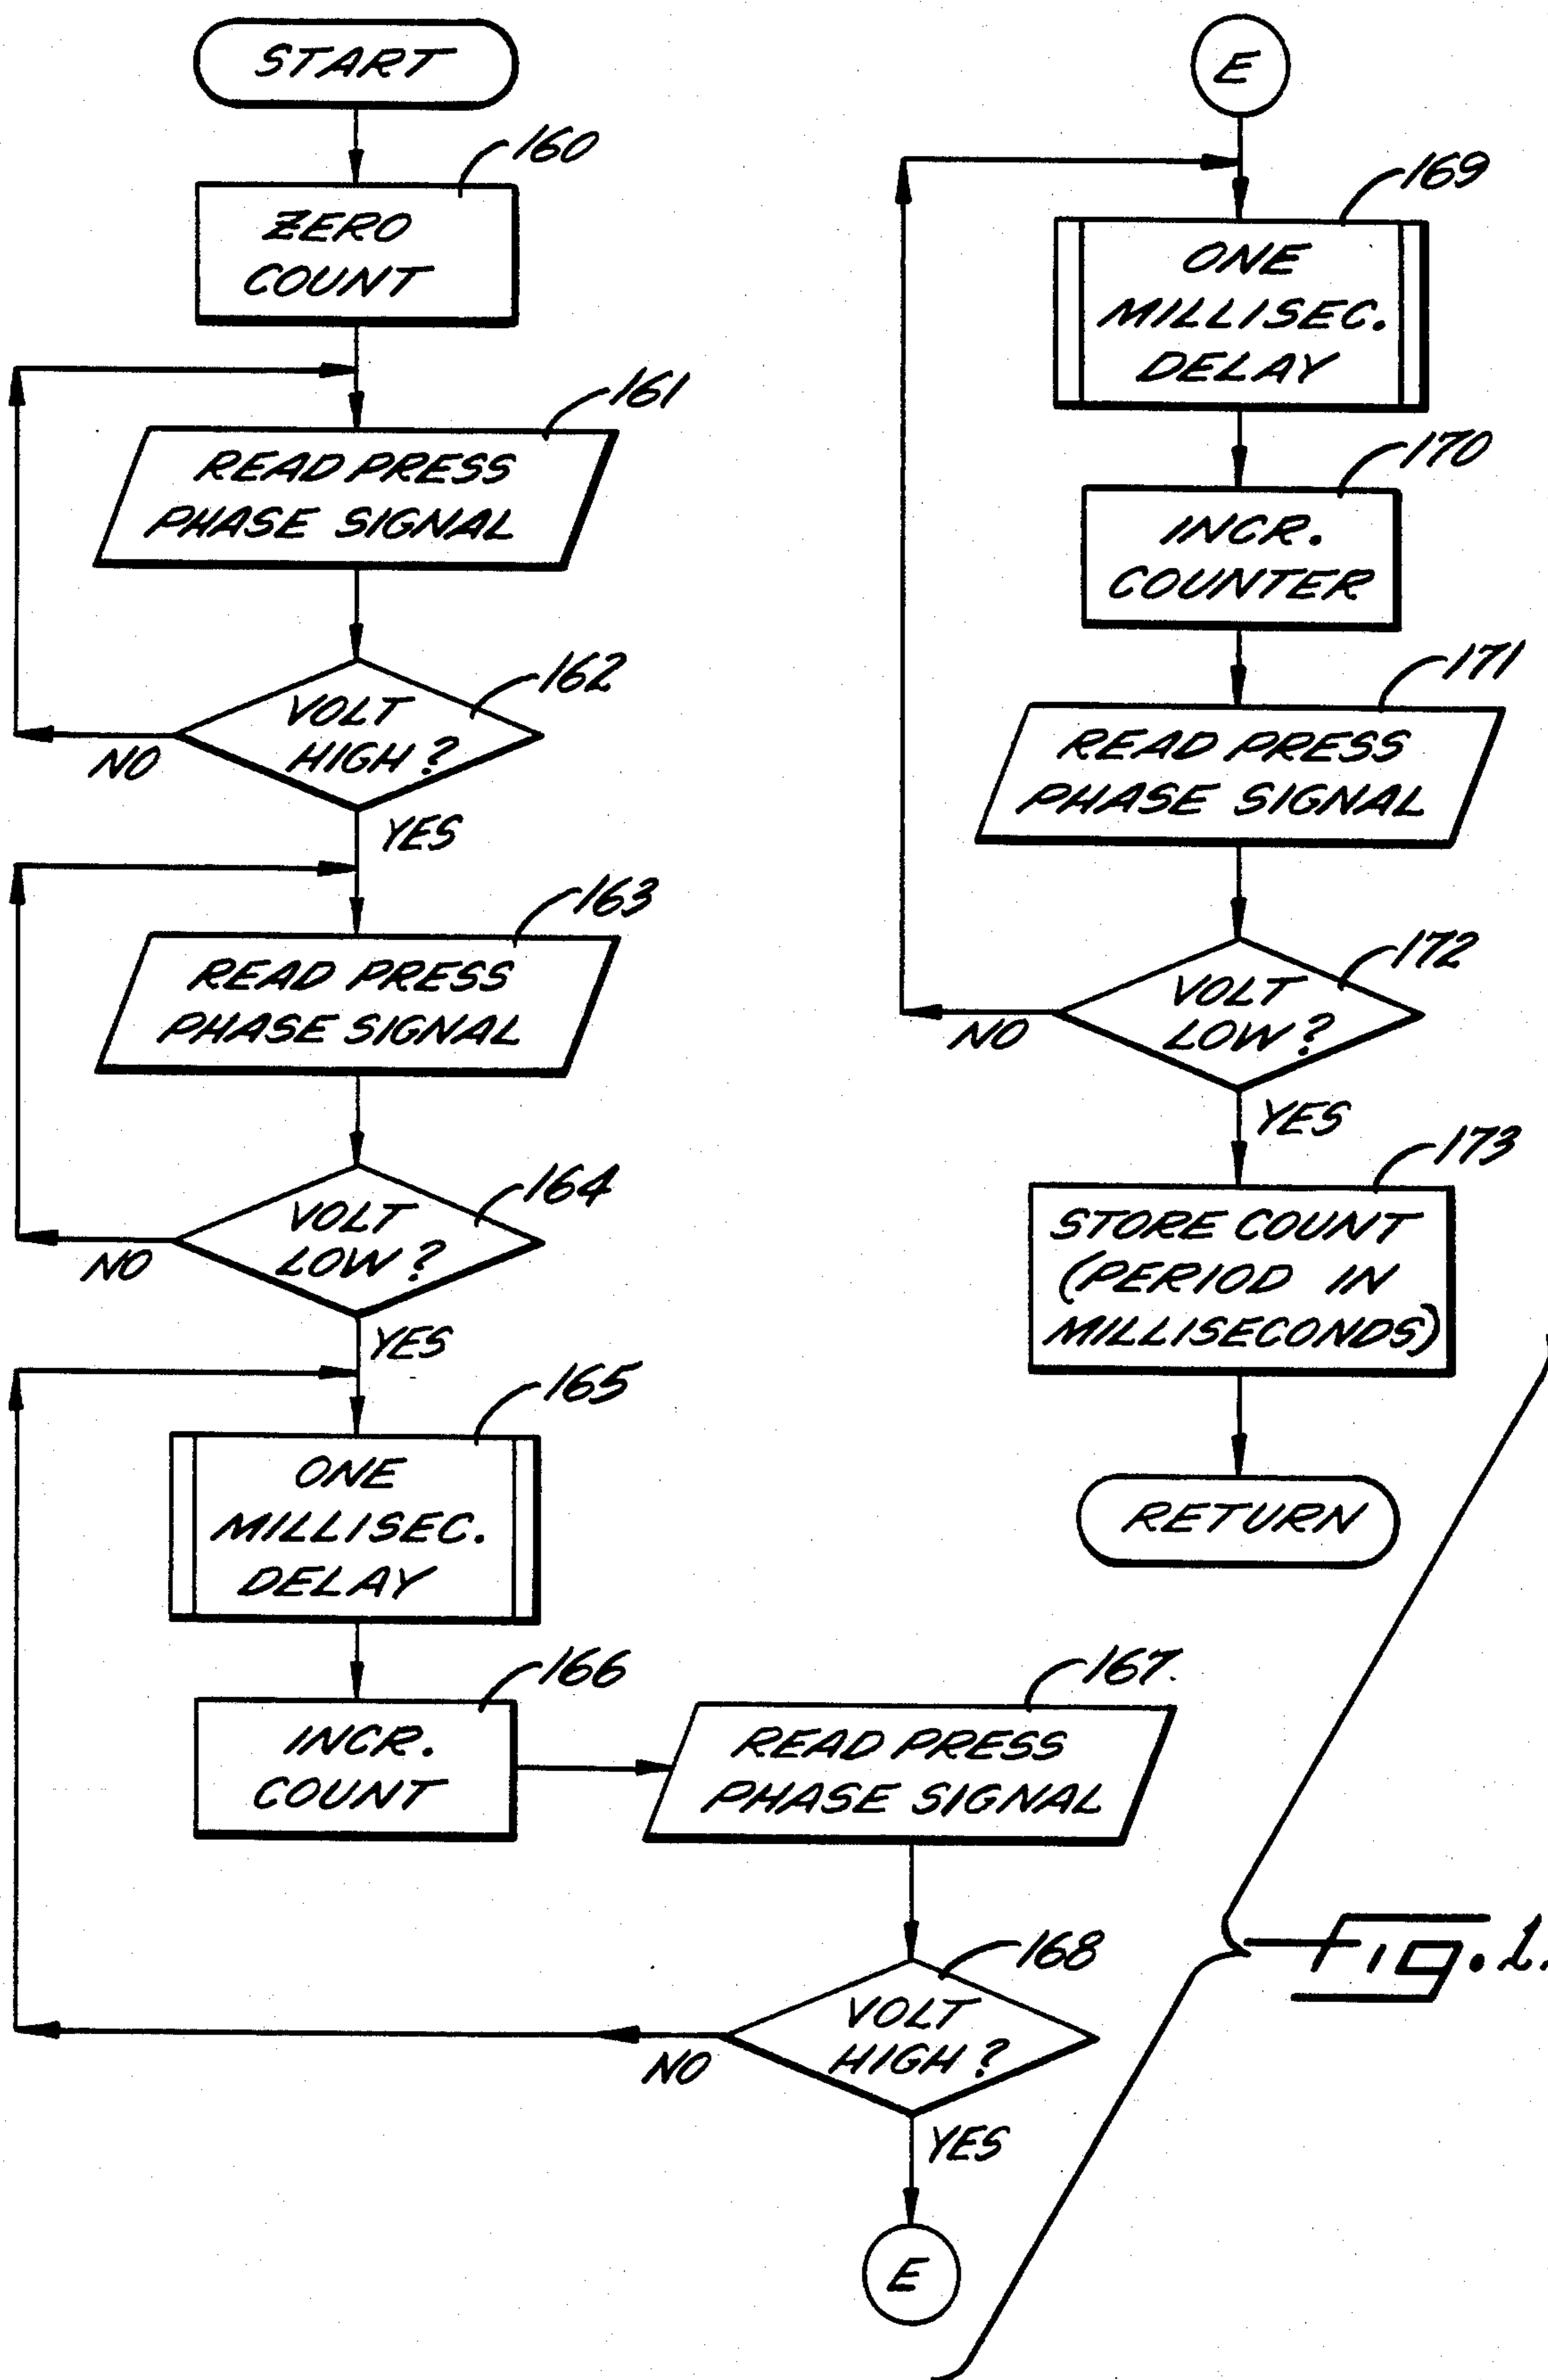 START
160
ZERO
COUNT
161
READ PRESS
PHASE SIGNAL
162
VOLT
HIGH?
NO
YES
163
READ PRESS
PHASE SIGNAL
164
VOLT
LOW?
NO
YES
165
ONE
MILLISEC.
DELAY
166
INCR.
COUNT
167
READ PRESS
PHASE SIGNAL
168
VOLT
HIGH?
NO
YES
E
E
169
ONE
MILLISEC.
DELAY
170
INCR.
COUNTER
171
READ PRESS
PHASE SIGNAL
172
VOLT
LOW?
NO
YES
173
STORE COUNT
(PERIOD IN
MILLISECONDS)
RETURN
Fig. 1